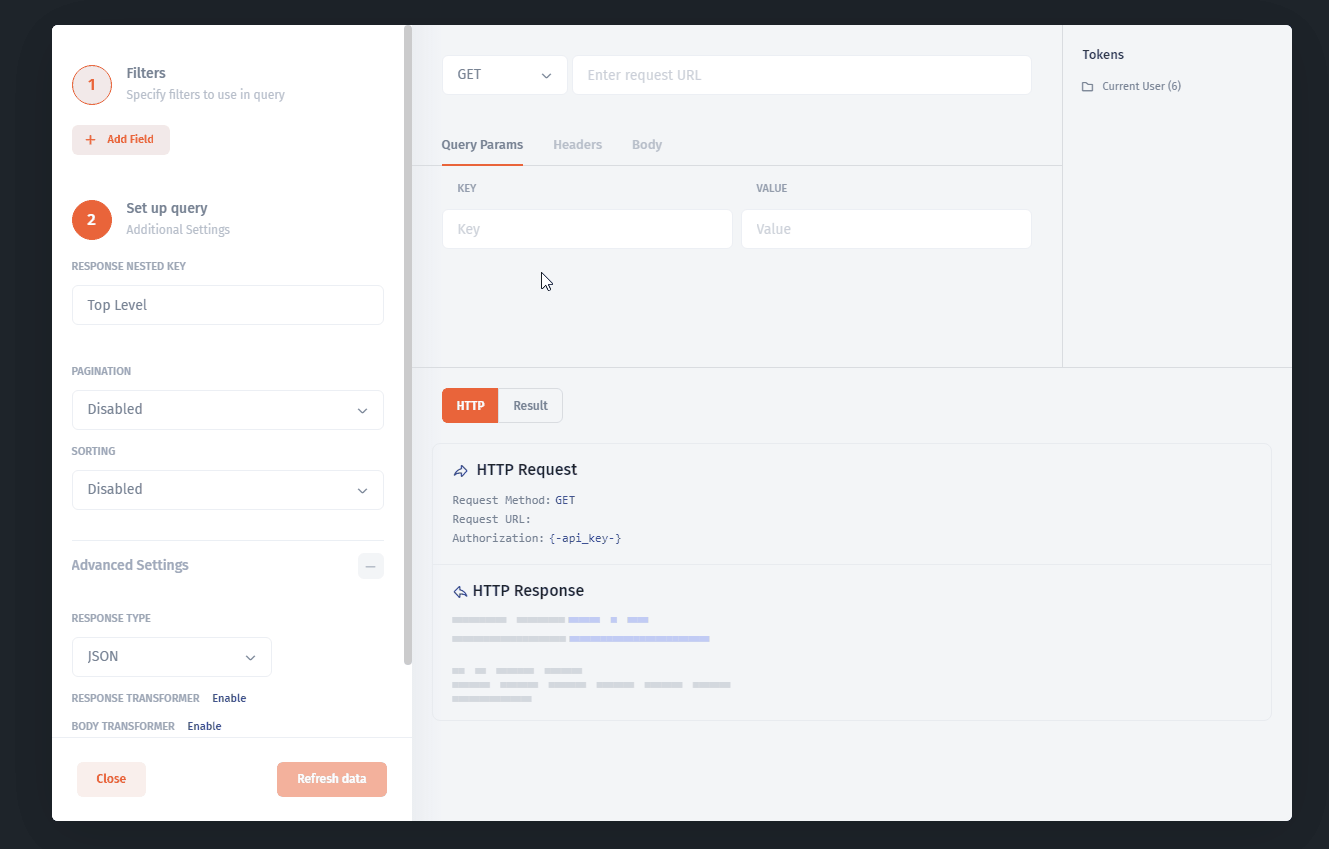 1
Filters
Specify filters to use in query
+ Add Field
2
Set up query
Additional Settings
RESPONSE NESTED KEY
Top Level
PAGINATION
Disabled
SORTING
Disabled
Advanced Settings
RESPONSE TYPE
JSON
RESPONSE TRANSFORMER Enable
BODY TRANSFORMER Enable
Close Refresh data
GET Enter request URL
Query Params Headers Body
KEY VALUE
Key Value
Tokens
Current User (6)
HTTP Result
HTTP Request
Request Method: GET
Request URL:
Authorization: {-api_key-}
HTTP Response